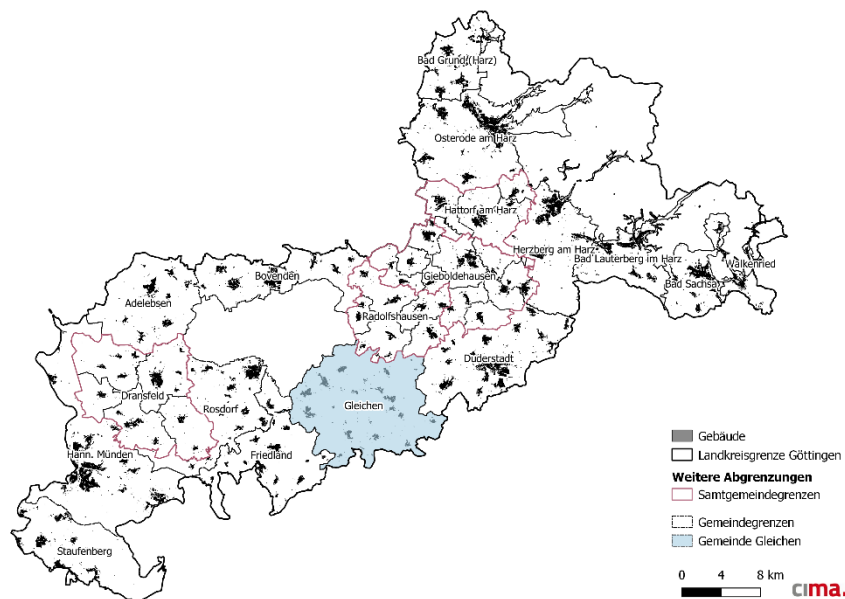 Bad Grund (Harz)
Osterode am Harz
Hattorf am Harz
Herzberg am Harz
Bad Lauterberg im Harz
Walkenried
Bad Sachsa
Bovenden
Gieboldehausen
Adelebsen
Radolfshausen
Duderstadt
Dransfeld
Rosdorf
Gleichen
Hann. Münden
Friedland
Staufenberg
Gebäude
Landkreisgrenze Göttingen
Weitere Abgrenzungen
Samtgemeindegrenzen
Gemeindegrenzen
Gemeinde Gleichen
0 4 8 km
cima.